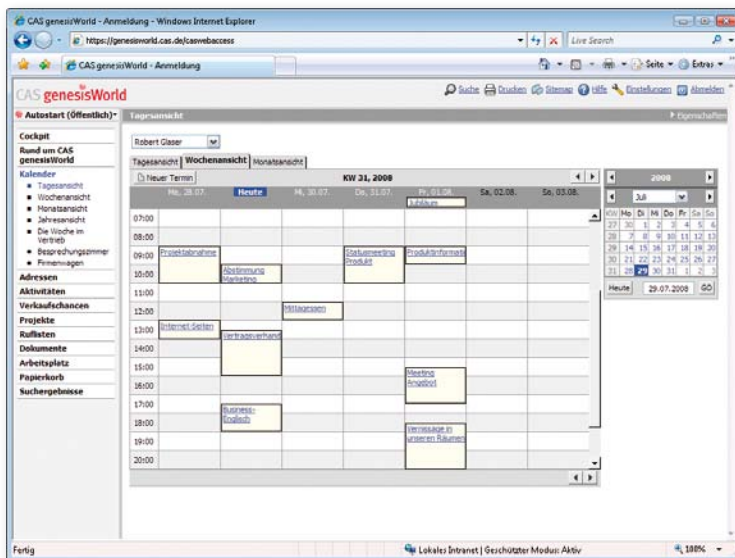 CAS genesisWorld - Anmeldung - Windows Internet Explorer
https://genesisworld.cas.de/caswebaccess
Live Search
CAS genesisWorld - Anmeldung
Seite
Extras
CAS genesisWorld
Suche Drucken Sitemap Hilfe Einstellungen Abmelden
Autostart (Öffentlich)
Tagesansicht
Eigenschaften
Cockpit
Rund um CAS
genesisWorld
Kalender
Tagesansicht
Wochenansicht
Monatsansicht
Jahresansicht
Die Woche im
Vertrieb
Besprechungszimmer
Firmenwagen
Adressen
Aktivitäten
Verkaufschancen
Projekte
Ruflisten
Dokumente
Arbeitsplatz
Papierkorb
Suchergebnisse
Robert Glaser
Tagesansicht Wochenansicht Monatsansicht
Neuer Termin
KW 31, 2008
Mo, 28.07. Heute Mi, 30.07. Do, 31.07. Fr, 01.08. Sa, 02.08. So, 03.08.
Jubiläum
07:00
08:00
09:00
Projektabnahme
Statusmeeting
Produkt
Produktinformati
10:00
Abstimmung
Marketing
11:00
12:00
Mittagessen
13:00
Internet-Seiten
Vertragsverhand
14:00
15:00
Meeting
Angebot
16:00
17:00
Business-
Englisch
18:00
Vernissage in
unseren Räumen
19:00
20:00
2008
Juli
KW Mo Di Mi Do Fr Sa So
27 30 1 2 3 4 5 6
28 7 8 9 10 11 12 13
29 14 15 16 17 18 19 20
30 21 22 23 24 25 26 27
31 28 29 30 31 1 2 3
Heute 29.07.2008 GO
Fertig
Lokales Intranet | Geschützter Modus: Aktiv
100%